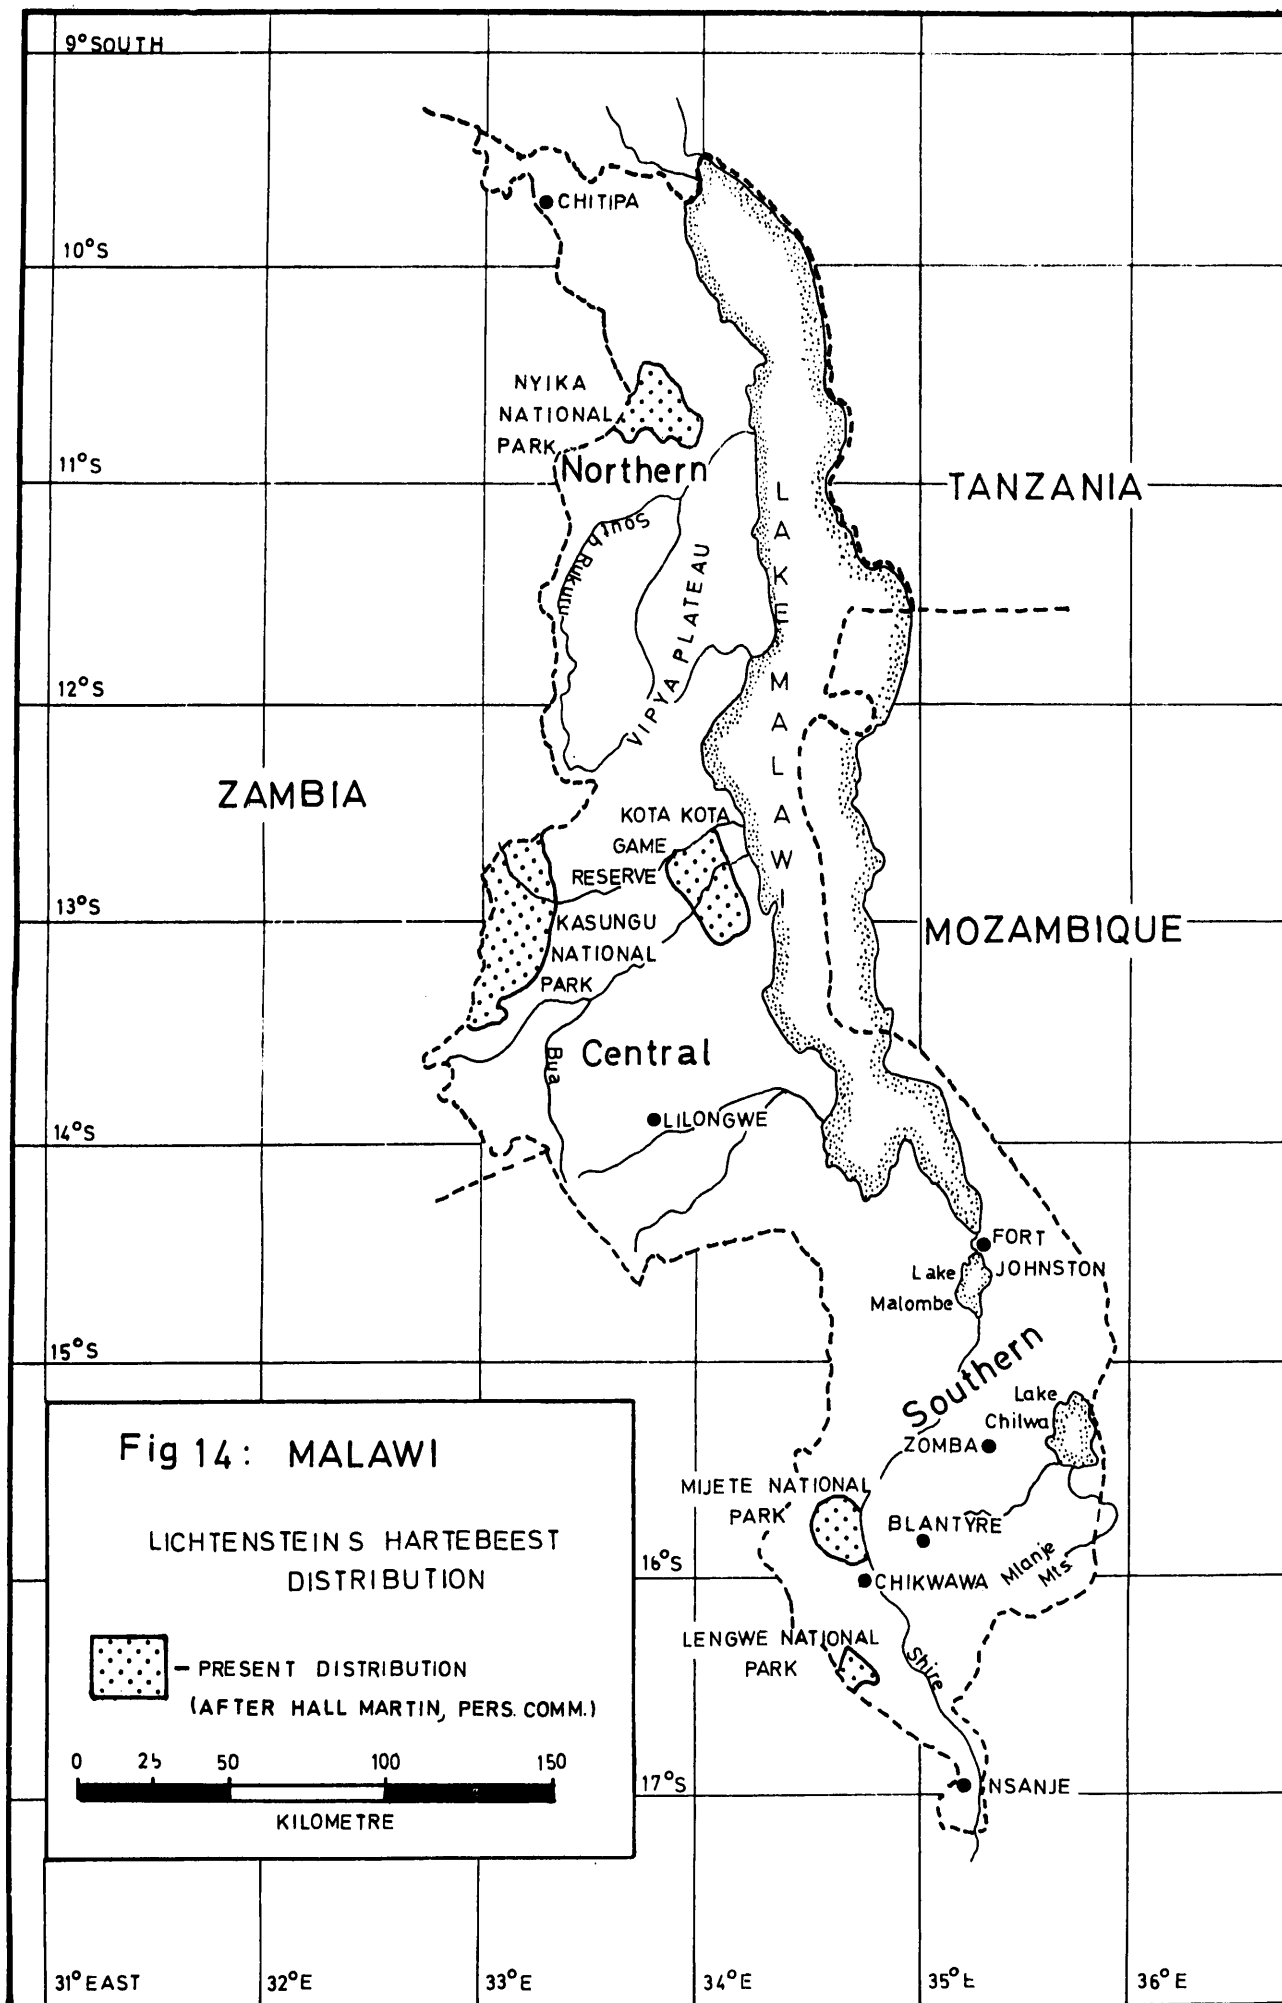 9° SOUTH
CHITIPA
10°S
NYIKA
NATIONAL
PARK
11°S
Northern
TANZANIA
South Rukuru
VIPYA PLATEAU
LAKE MALAWI
12°S
ZAMBIA
KOTA KOTA
GAME
RESERVE
13°S
KASUNGU
NATIONAL
PARK
MOZAMBIQUE
Bua
Central
LILONGWE
14°S
FORT
JOHNSTON
Lake
Malombe
15°S
Southern
Lake
Chilwa
ZOMBA
MIJETE NATIONAL
PARK
BLANTYRE
Mlanje
Mts
16°S
CHIKWAWA
LENGWE NATIONAL
PARK
Shire
17°S
NSANJE
Fig 14: MALAWI
LICHTENSTEINS HARTEBEEST
DISTRIBUTION
- PRESENT DISTRIBUTION
(AFTER HALL MARTIN, PERS. COMM.)
0 25 50 100 150
KILOMETRE
31° EAST 32°E 33°E 34°E 35°E 36°E